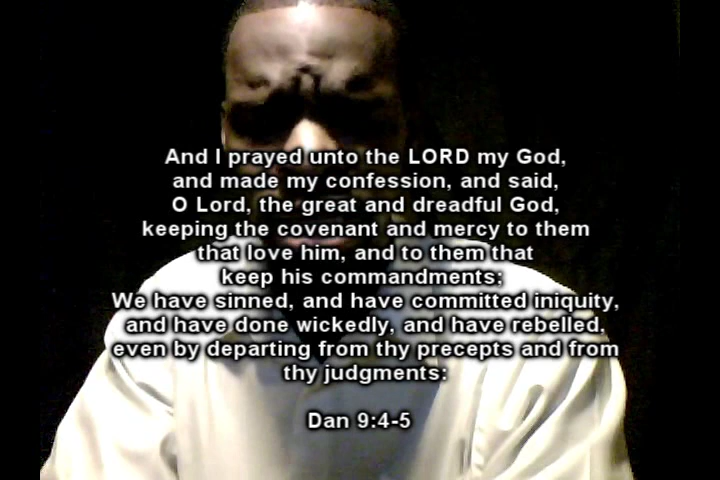 And I prayed unto the LORD my God,
and made my confession, and said,
O Lord, the great and dreadful God,
keeping the covenant and mercy to them
that love him, and to them that
keep his commandments;
We have sinned, and have committed iniquity,
and have done wickedly, and have rebelled,
even by departing from thy precepts and from
thy judgments:
Dan 9:4-5